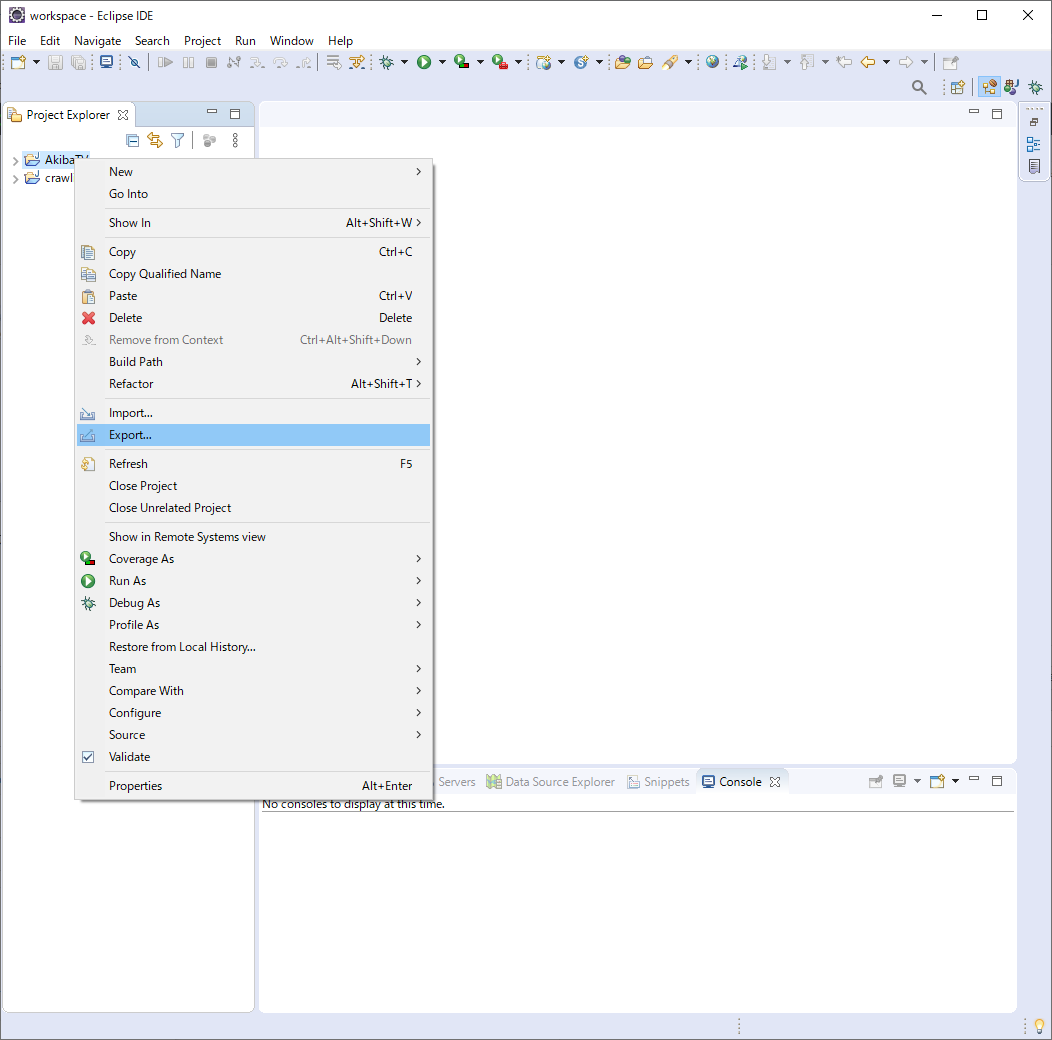 workspace - Eclipse IDE
File Edit Navigate Search Project Run Window Help
Project Explorer
AkibaTV
crawl
New
Go Into
Show In Alt+Shift+W
Copy Ctrl+C
Copy Qualified Name
Paste Ctrl+V
Delete Delete
Remove from Context Ctrl+Alt+Shift+Down
Build Path
Refactor Alt+Shift+T
Import...
Export...
Refresh F5
Close Project
Close Unrelated Project
Show in Remote Systems view
Coverage As
Run As
Debug As
Profile As
Restore from Local History...
Team
Compare With
Configure
Source
Validate
Properties Alt+Enter
Servers Data Source Explorer Snippets Console
No consoles to display at this time.